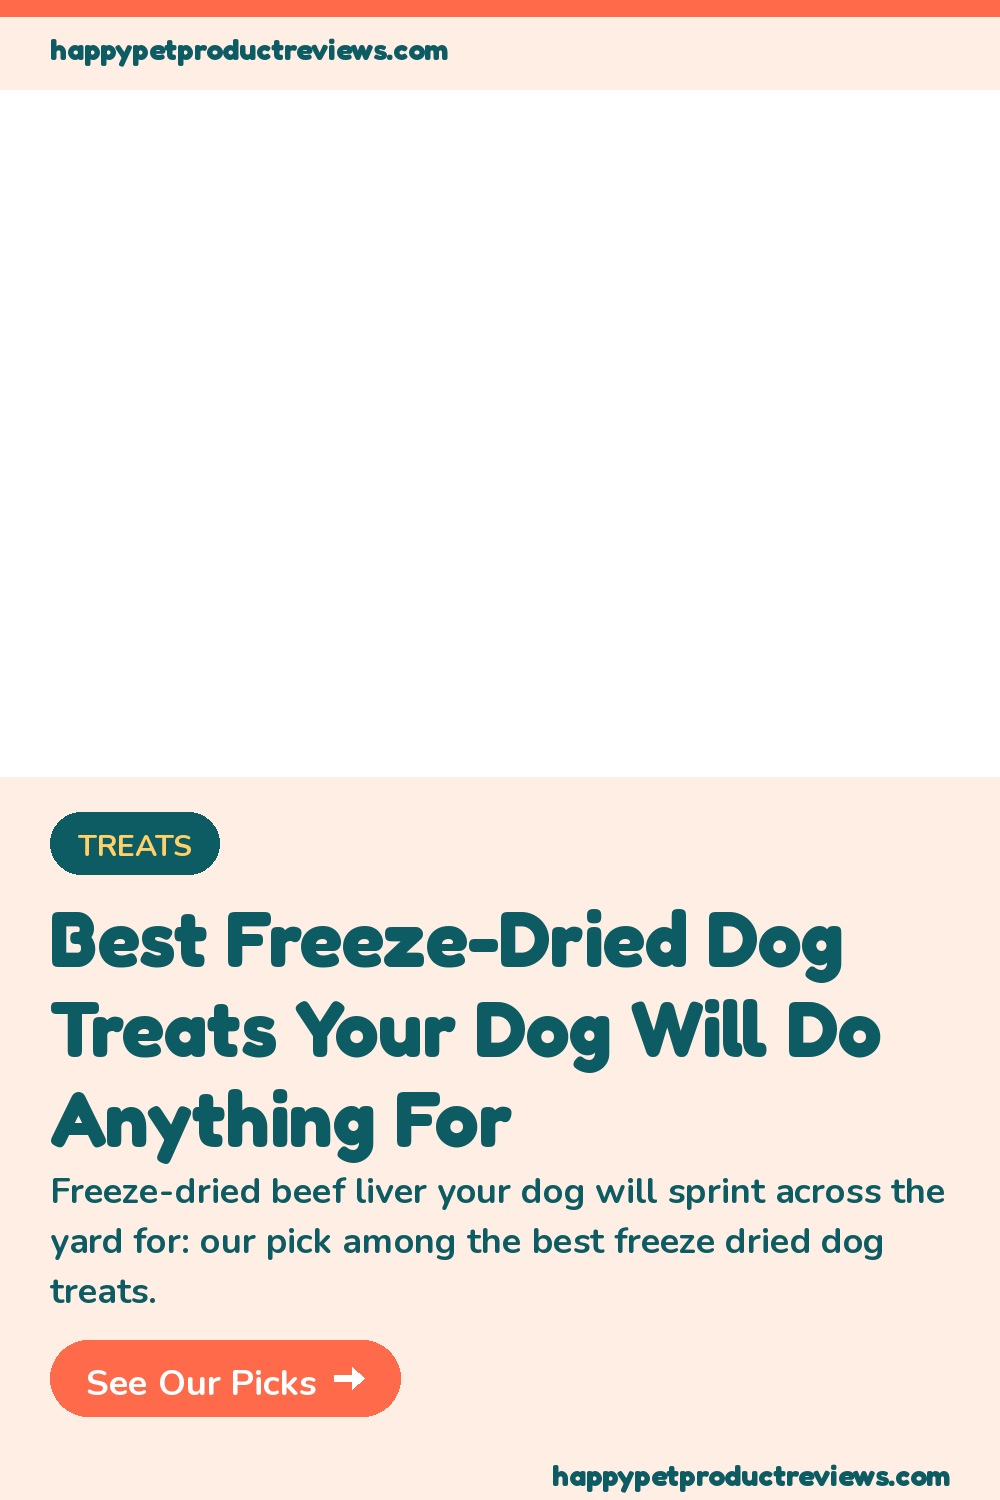 happypetproductreviews.com
TREATS
Best Freeze-Dried Dog
Treats Your Dog Will Do
Anything For
Freeze-dried beef liver your dog will sprint across the
yard for: our pick among the best freeze dried dog
treats.
See Our Picks
happypetproductreviews.com